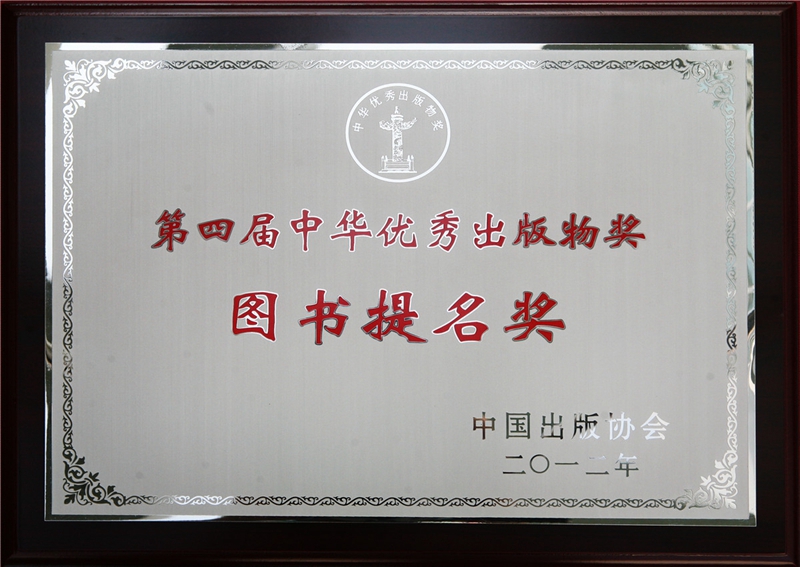 中华优秀出版物奖
第四届中华优秀出版物奖
图书提名奖
中国出版协会
二〇一二年